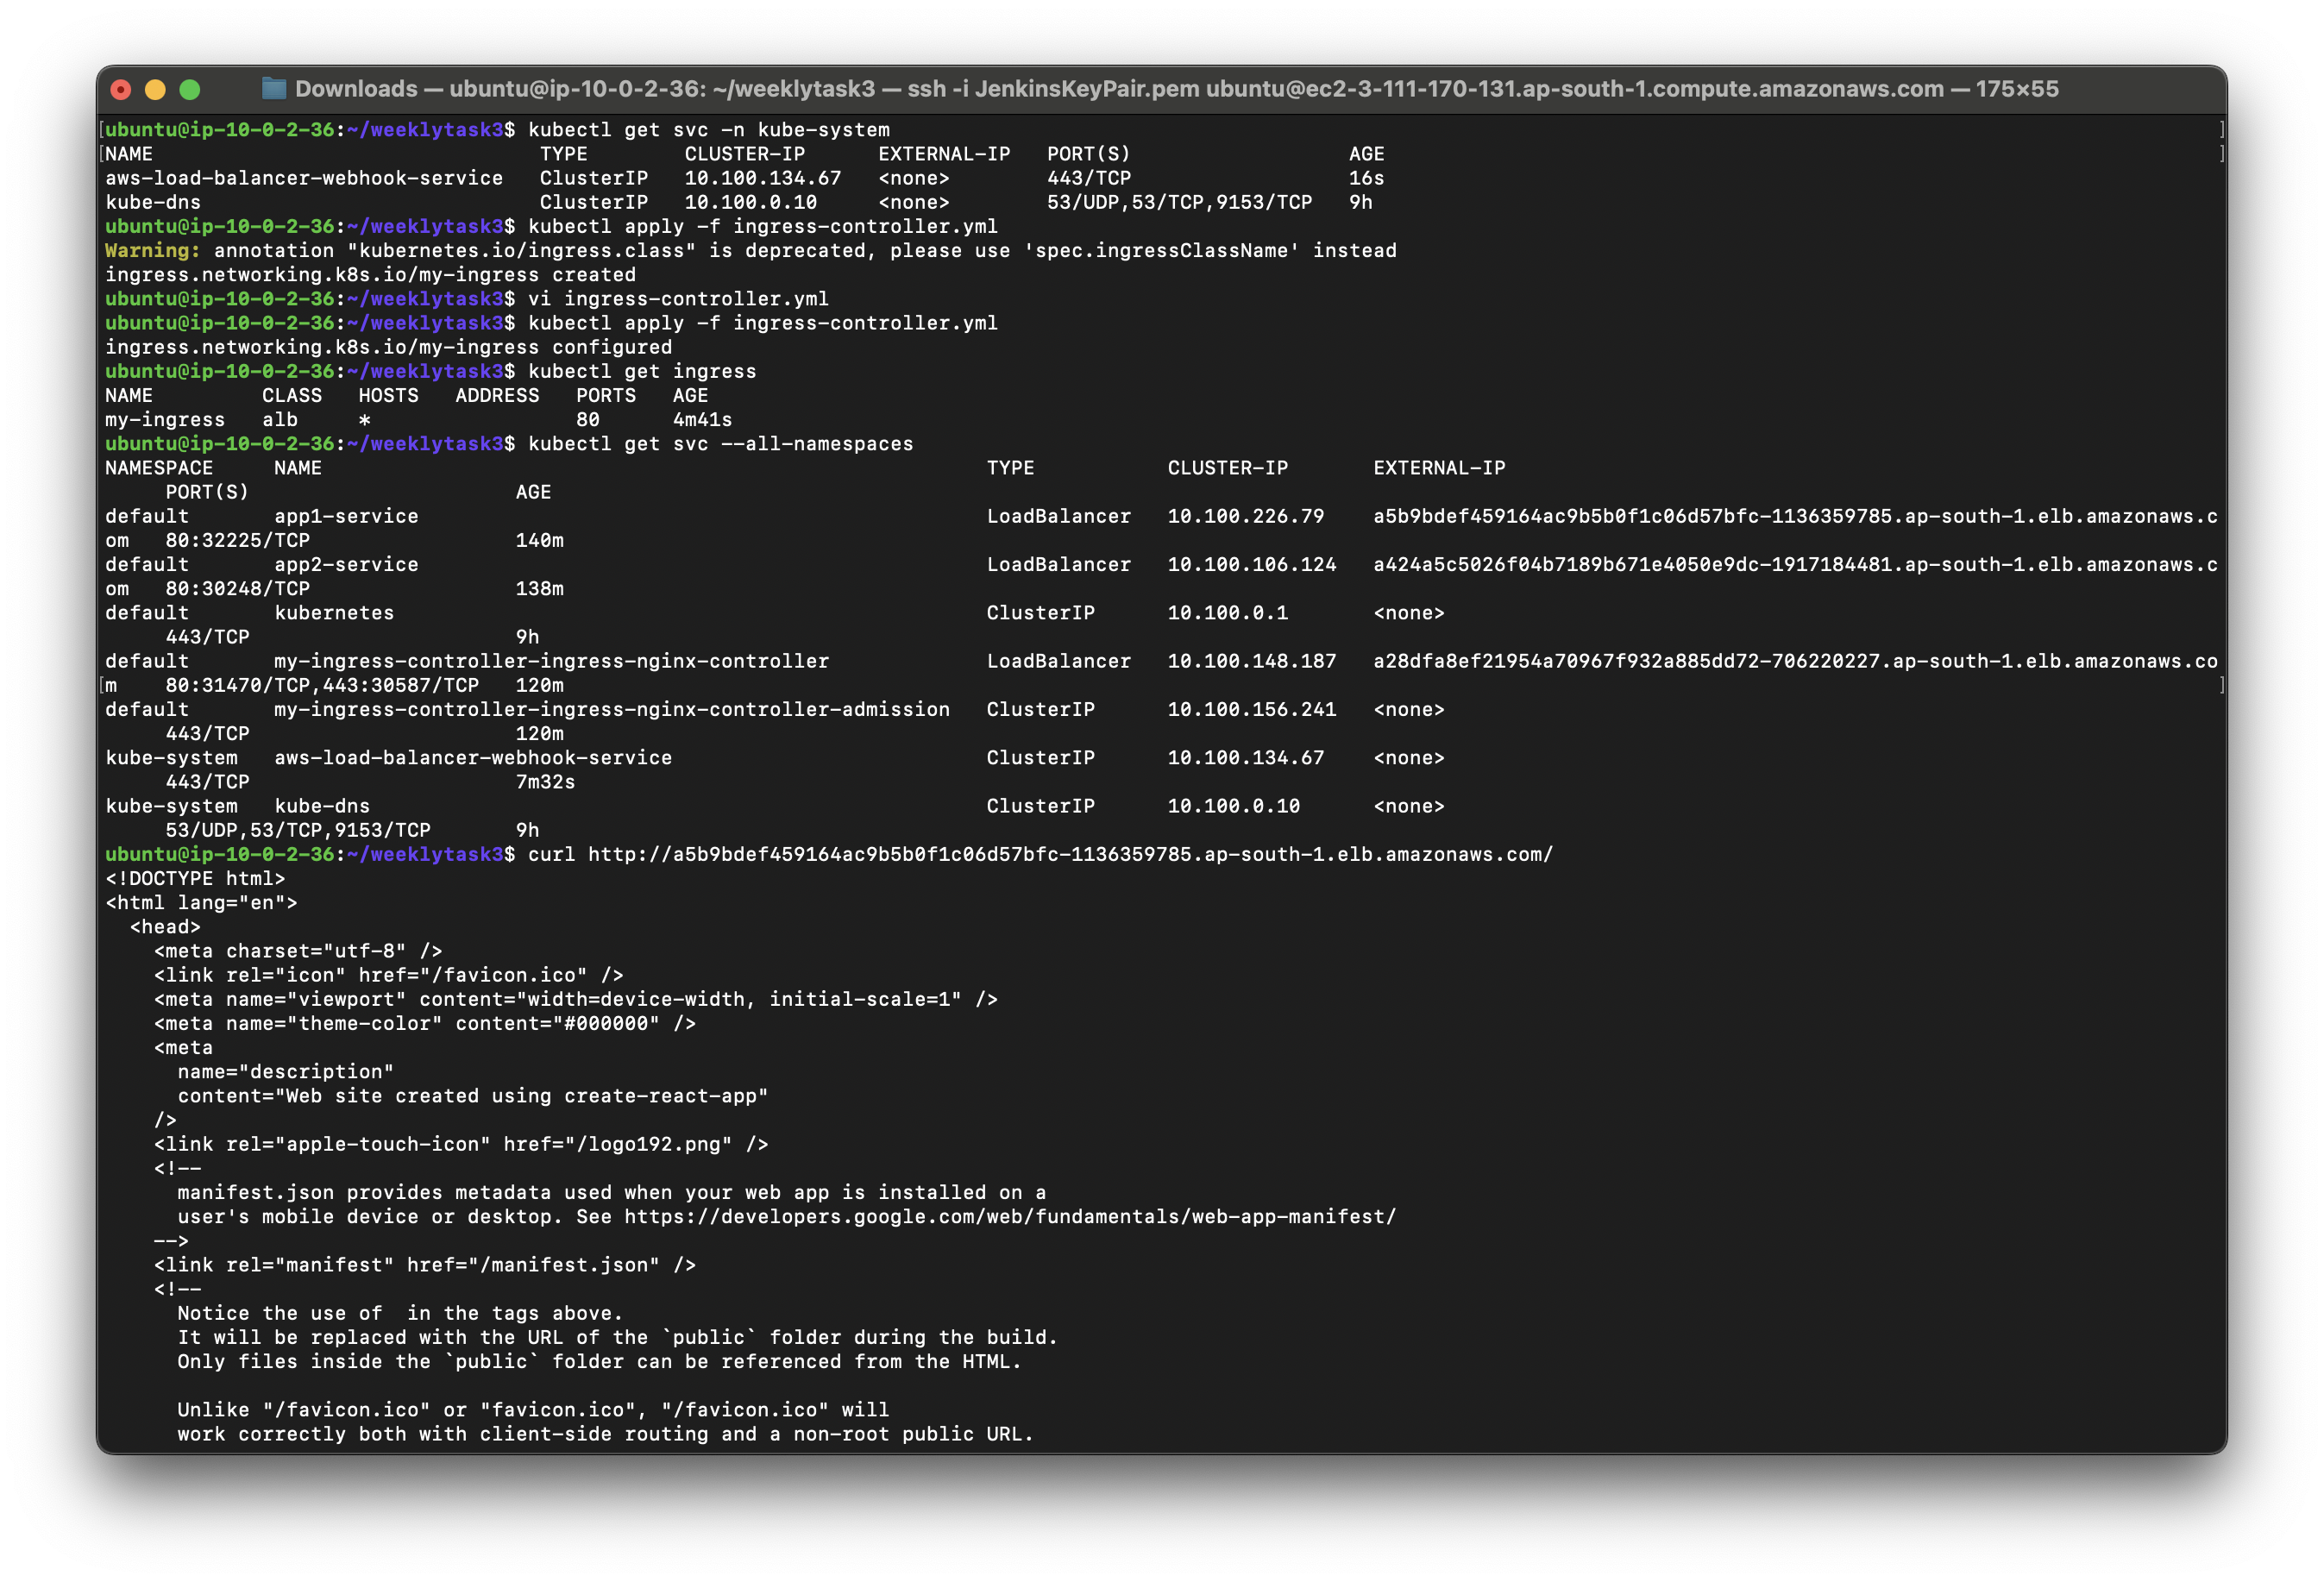 Downloads — ubuntu@ip-10-0-2-36: ~/weeklytask3 — ssh -i JenkinsKeyPair.pem ubuntu@ec2-3-111-170-131.ap-south-1.compute.amazonaws.com — 175×55
[ubuntu@ip-10-0-2-36:~/weeklytask3$ kubectl get svc -n kube-system ]
[NAME                                TYPE        CLUSTER-IP      EXTERNAL-IP   PORT(S)                  AGE ]
aws-load-balancer-webhook-service   ClusterIP   10.100.134.67   <none>        443/TCP                  16s
kube-dns                            ClusterIP   10.100.0.10     <none>        53/UDP,53/TCP,9153/TCP   9h
ubuntu@ip-10-0-2-36:~/weeklytask3$ kubectl apply -f ingress-controller.yml
Warning: annotation "kubernetes.io/ingress.class" is deprecated, please use 'spec.ingressClassName' instead
ingress.networking.k8s.io/my-ingress created
ubuntu@ip-10-0-2-36:~/weeklytask3$ vi ingress-controller.yml
ubuntu@ip-10-0-2-36:~/weeklytask3$ kubectl apply -f ingress-controller.yml
ingress.networking.k8s.io/my-ingress configured
ubuntu@ip-10-0-2-36:~/weeklytask3$ kubectl get ingress
NAME         CLASS   HOSTS   ADDRESS   PORTS   AGE
my-ingress   alb     *                 80      4m41s
ubuntu@ip-10-0-2-36:~/weeklytask3$ kubectl get svc --all-namespaces
NAMESPACE     NAME                                                       TYPE           CLUSTER-IP       EXTERNAL-IP
     PORT(S)                      AGE
default       app1-service                                               LoadBalancer   10.100.226.79    a5b9bdef459164ac9b5b0f1c06d57bfc-1136359785.ap-south-1.elb.amazonaws.c
om   80:32225/TCP                 140m
default       app2-service                                               LoadBalancer   10.100.106.124   a424a5c5026f04b7189b671e4050e9dc-1917184481.ap-south-1.elb.amazonaws.c
om   80:30248/TCP                 138m
default       kubernetes                                                 ClusterIP      10.100.0.1       <none>
     443/TCP                      9h
default       my-ingress-controller-ingress-nginx-controller             LoadBalancer   10.100.148.187   a28dfa8ef21954a70967f932a885dd72-706220227.ap-south-1.elb.amazonaws.co
[m    80:31470/TCP,443:30587/TCP   120m ]
default       my-ingress-controller-ingress-nginx-controller-admission   ClusterIP      10.100.156.241   <none>
     443/TCP                      120m
kube-system   aws-load-balancer-webhook-service                          ClusterIP      10.100.134.67    <none>
     443/TCP                      7m32s
kube-system   kube-dns                                                   ClusterIP      10.100.0.10      <none>
     53/UDP,53/TCP,9153/TCP       9h
ubuntu@ip-10-0-2-36:~/weeklytask3$ curl http://a5b9bdef459164ac9b5b0f1c06d57bfc-1136359785.ap-south-1.elb.amazonaws.com/
<!DOCTYPE html>
<html lang="en">
  <head>
    <meta charset="utf-8" />
    <link rel="icon" href="/favicon.ico" />
    <meta name="viewport" content="width=device-width, initial-scale=1" />
    <meta name="theme-color" content="#000000" />
    <meta
      name="description"
      content="Web site created using create-react-app"
    />
    <link rel="apple-touch-icon" href="/logo192.png" />
    <!--
      manifest.json provides metadata used when your web app is installed on a
      user's mobile device or desktop. See https://developers.google.com/web/fundamentals/web-app-manifest/
    -->
    <link rel="manifest" href="/manifest.json" />
    <!--
      Notice the use of  in the tags above.
      It will be replaced with the URL of the `public` folder during the build.
      Only files inside the `public` folder can be referenced from the HTML.

      Unlike "/favicon.ico" or "favicon.ico", "/favicon.ico" will
      work correctly both with client-side routing and a non-root public URL.